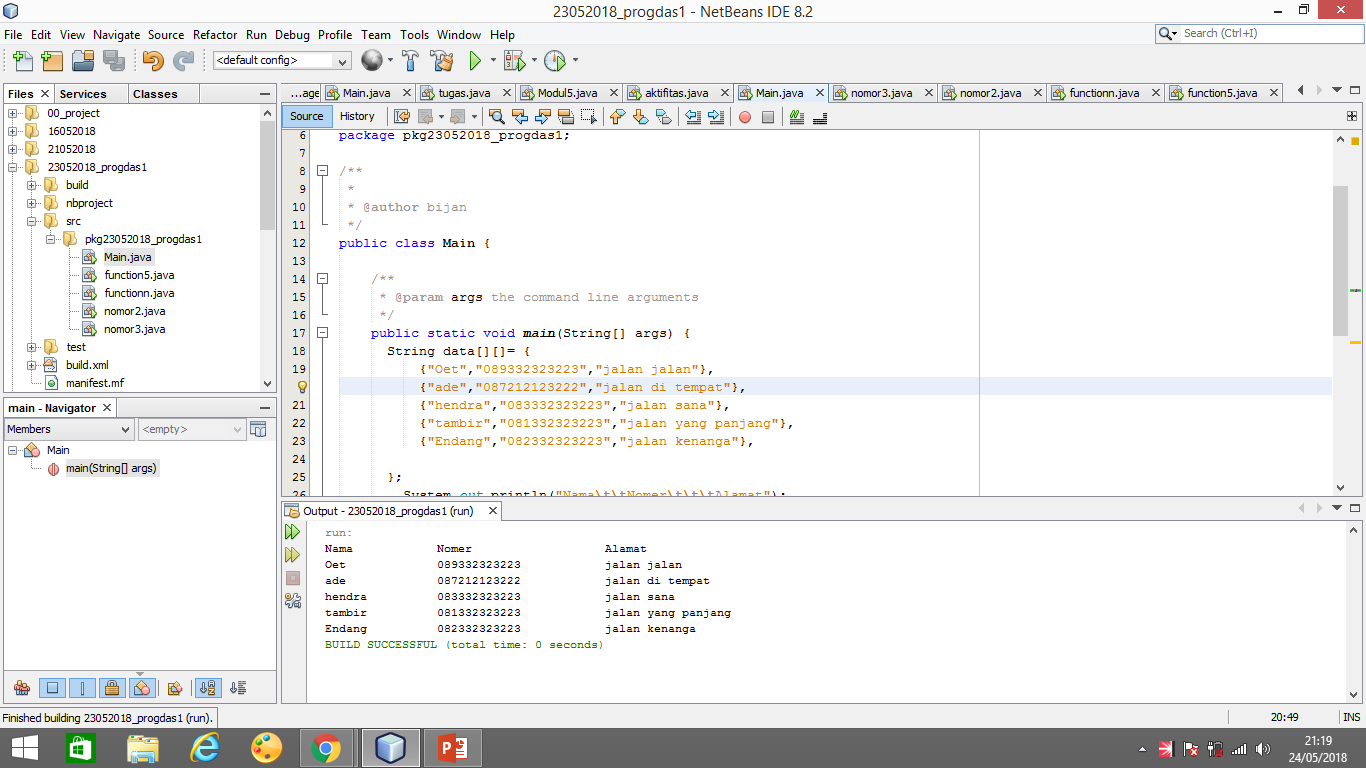 23052018_progdas1 - NetBeans IDE 8.2
File Edit View Navigate Source Refactor Run Debug Profile Team Tools Window Help
Search (Ctrl+I)
<default config>
Files Services Classes
00_project
16052018
21052018
23052018_progdas1
build
nbproject
src
pkg23052018_progdas1
Main.java
function5.java
functionn.java
nomor2.java
nomor3.java
test
build.xml
manifest.mf
main - Navigator
Members <empty>
Main
main(String[] args)
...age Main.java tugas.java Modul5.java aktifitas.java Main.java nomor3.java nomor2.java functionn.java function5.java
Source History
6 package pkg23052018_progdas1;
7
8 /**
9 *
10 * @author bijan
11 */
12 public class Main {
13
14 /**
15 * @param args the command line arguments
16 */
17 public static void main(String[] args) {
18 String data[][]= {
19 {"Oet","089332323223","jalan jalan"},
{"ade","087212123222","jalan di tempat"},
21 {"hendra","083332323223","jalan sana"},
22 {"tambir","081332323223","jalan yang panjang"},
23 {"Endang","082332323223","jalan kenanga"},
24
25 };
26 System.out.println("Nama\t\tNomer\t\t\tAlamat");
Output - 23052018_progdas1 (run)
run:
Nama Nomer Alamat
Oet 089332323223 jalan jalan
ade 087212123222 jalan di tempat
hendra 083332323223 jalan sana
tambir 081332323223 jalan yang panjang
Endang 082332323223 jalan kenanga
BUILD SUCCESSFUL (total time: 0 seconds)
Finished building 23052018_progdas1 (run).
20:49 INS
21:19
24/05/2018